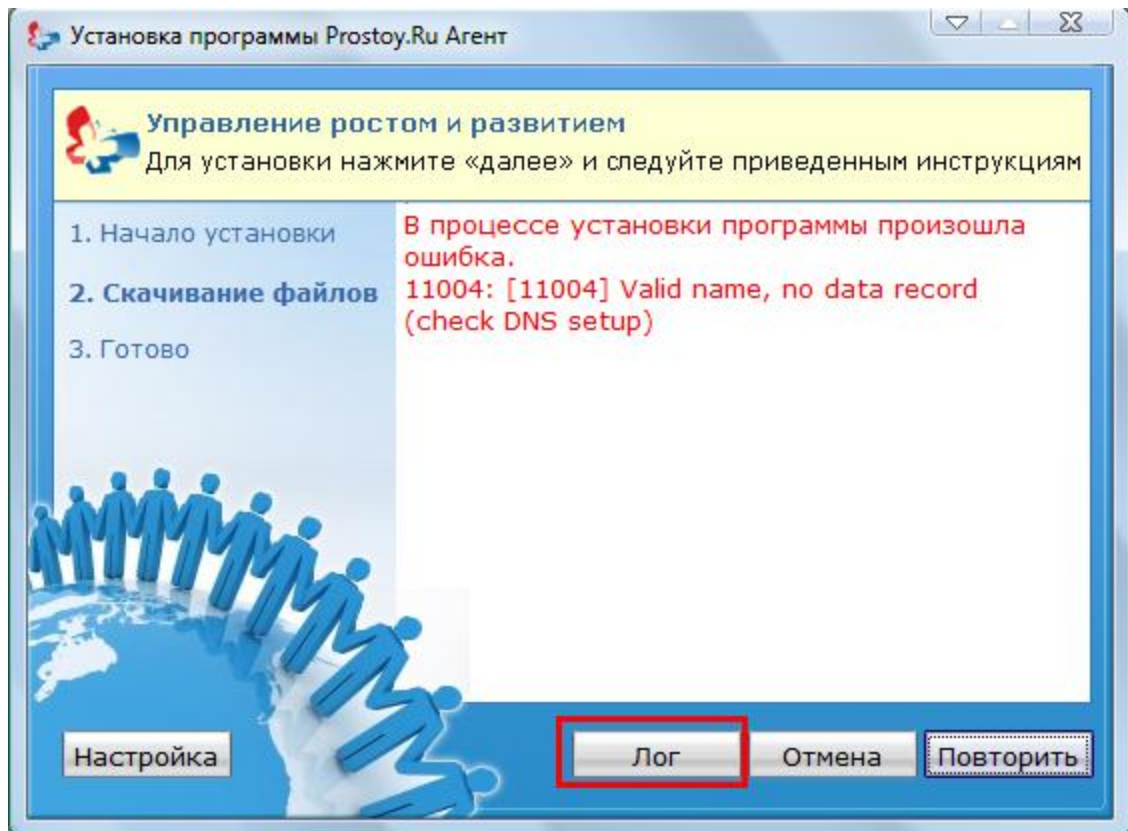 Установка программы Prostoy.Ru Агент
Управление ростом и развитием
Для установки нажмите «далее» и следуйте приведенным инструкциям
1. Начало установки
2. Скачивание файлов
3. Готово
В процессе установки программы произошла
ошибка.
11004: [11004] Valid name, no data record
(check DNS setup)
Настройка
Лог
Отмена
Повторить